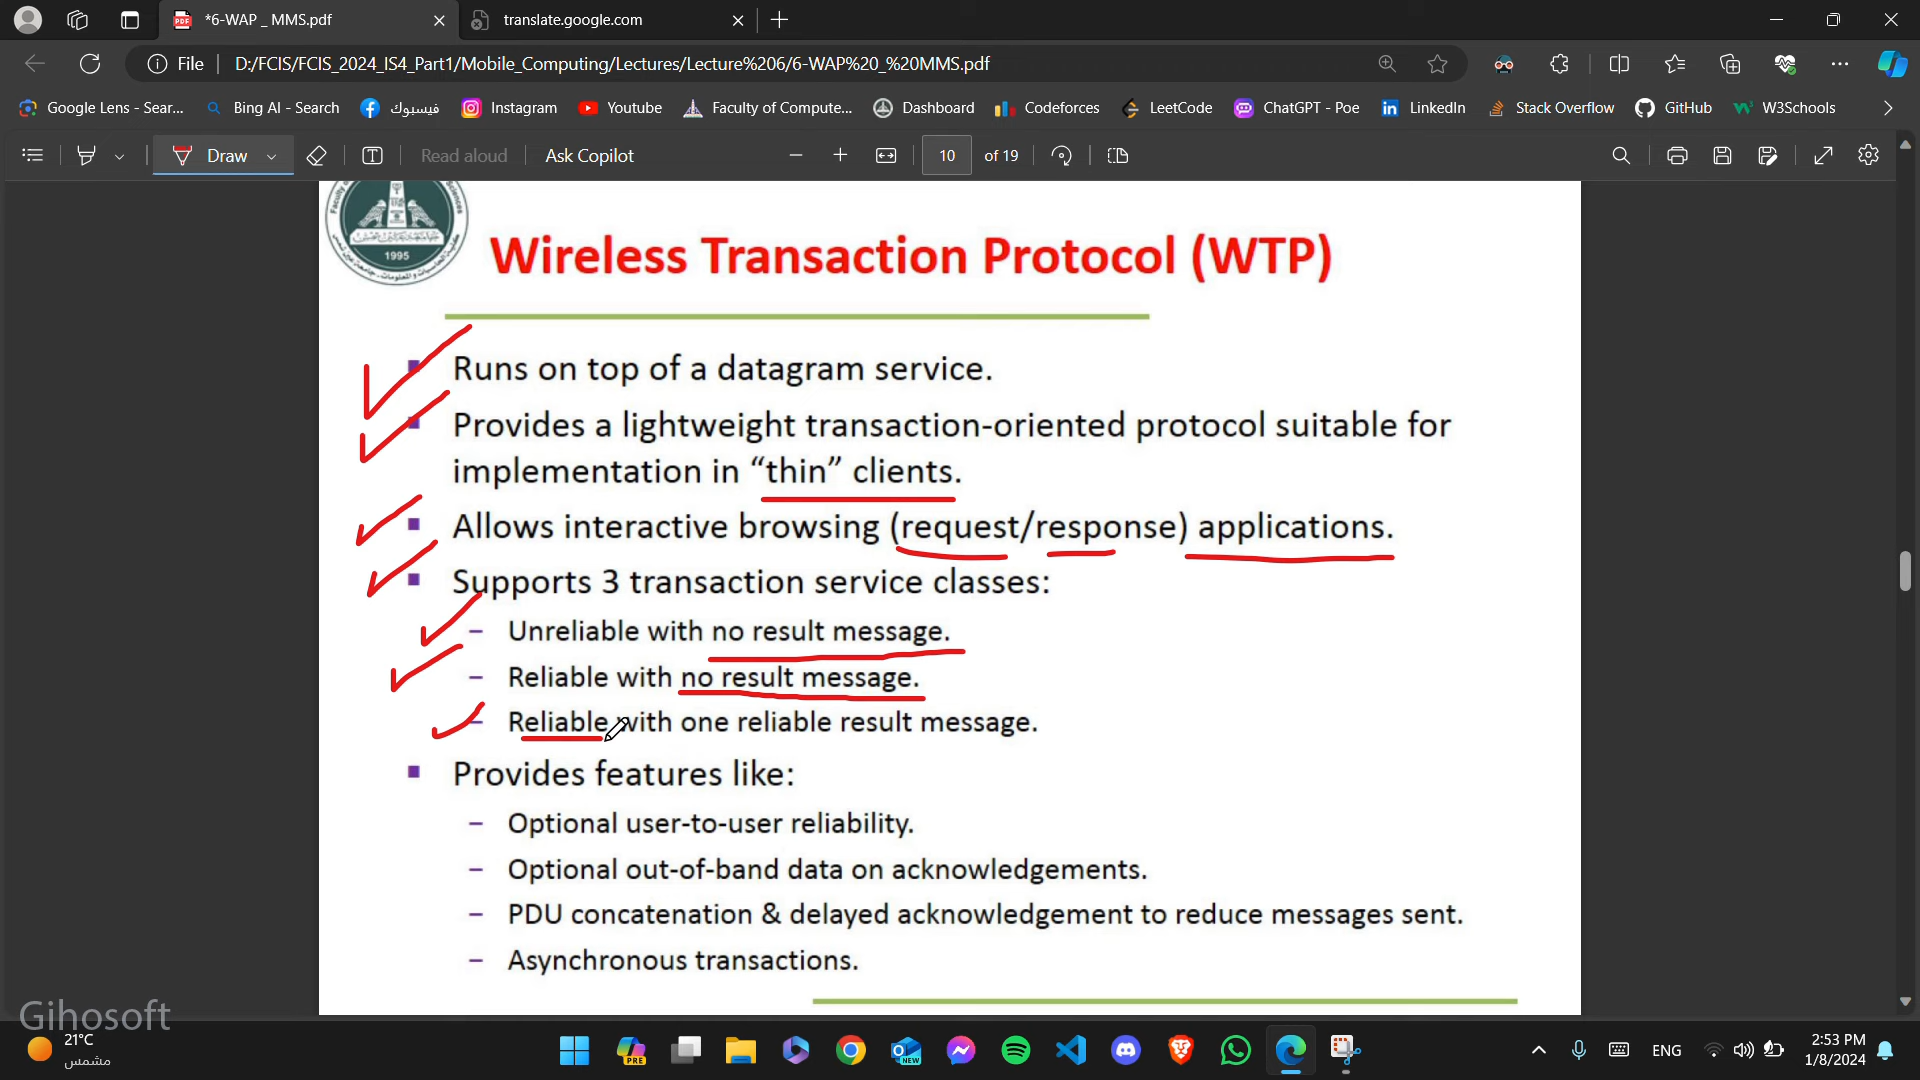 *6-WAP _ MMS.pdf
translate.google.com
File
D:/FCIS/FCIS_2024_IS4_Part1/Mobile_Computing/Lectures/Lecture%206/6-WAP%20_%20MMS.pdf
Google Lens - Sear...
Bing AI - Search
فيسبوك
Instagram
Youtube
Faculty of Compute...
Dashboard
Codeforces
LeetCode
ChatGPT - Poe
LinkedIn
Stack Overflow
GitHub
W3Schools
Draw
Read aloud
Ask Copilot
10 of 19
1995
Wireless Transaction Protocol (WTP)
Runs on top of a datagram service.
Provides a lightweight transaction-oriented protocol suitable for
implementation in “thin” clients.
Allows interactive browsing (request/response) applications.
Supports 3 transaction service classes:
– Unreliable with no result message.
– Reliable with no result message.
– Reliable with one reliable result message.
Provides features like:
– Optional user-to-user reliability.
– Optional out-of-band data on acknowledgements.
– PDU concatenation & delayed acknowledgement to reduce messages sent.
– Asynchronous transactions.
Gihosoft
21°C
مشمس
PRE
NEW
ENG
2:53 PM
1/8/2024